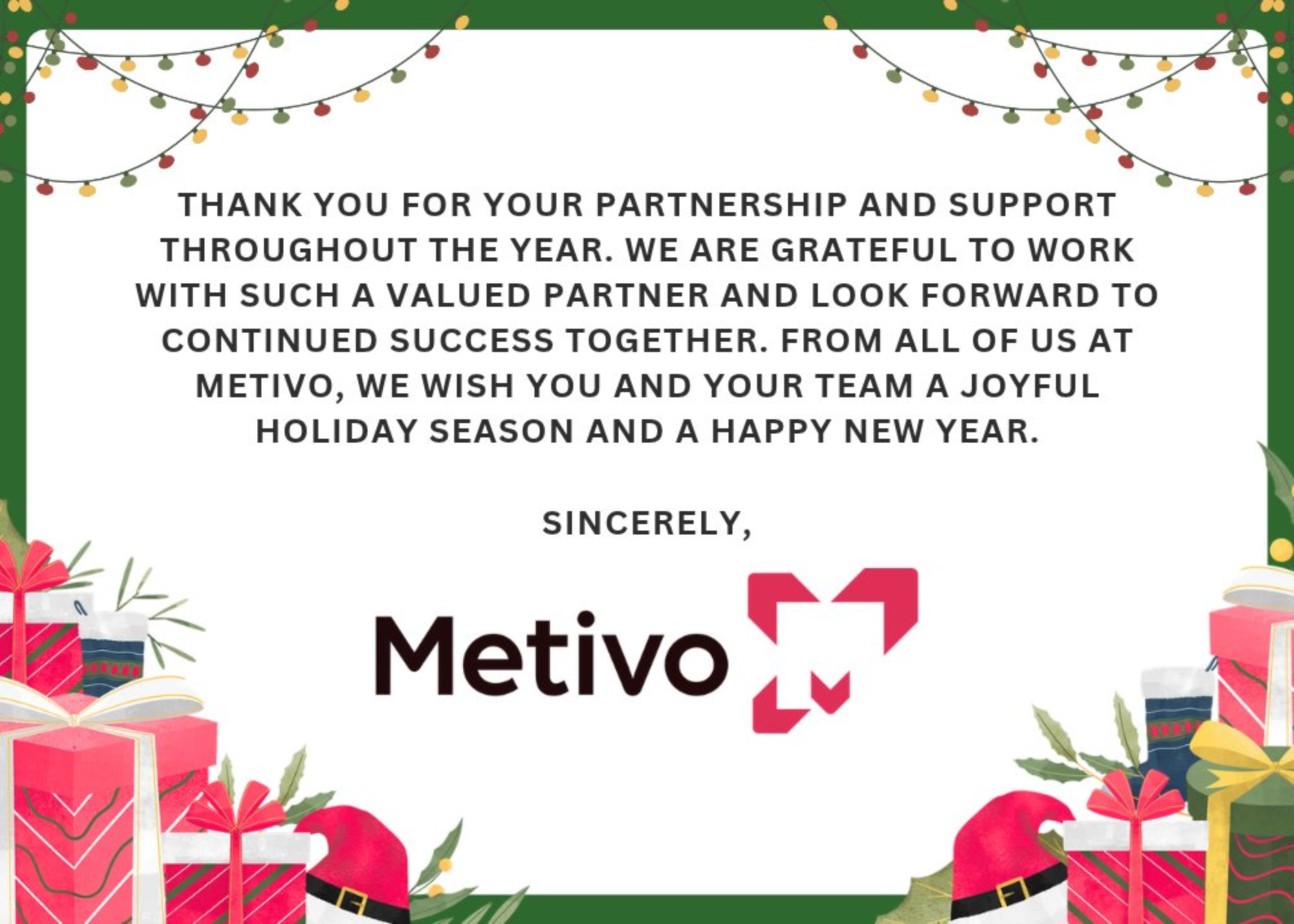 THANK YOU FOR YOUR PARTNERSHIP AND SUPPORT
THROUGHOUT THE YEAR. WE ARE GRATEFUL TO WORK
WITH SUCH A VALUED PARTNER AND LOOK FORWARD TO
CONTINUED SUCCESS TOGETHER. FROM ALL OF US AT
METIVO, WE WISH YOU AND YOUR TEAM A JOYFUL
HOLIDAY SEASON AND A HAPPY NEW YEAR.
SINCERELY,
Metivo